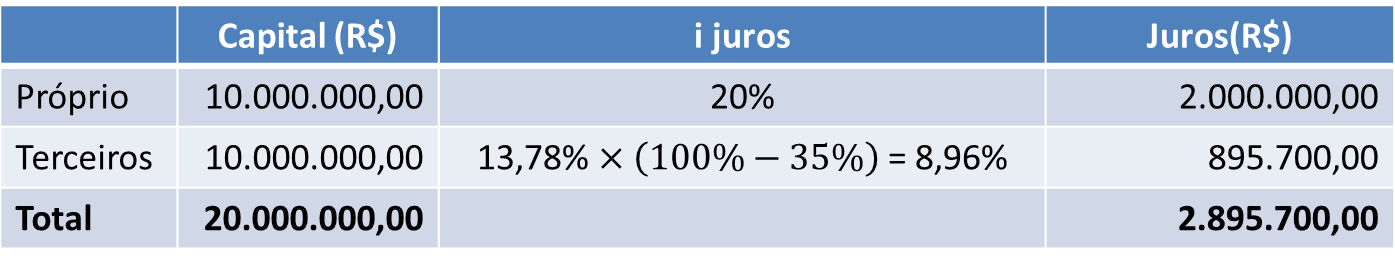 Capital (R$) i juros Juros(R$)
Próprio 10.000.000,00 20% 2.000.000,00
Terceiros 10.000.000,00 13,78% × (100% − 35%) = 8,96% 895.700,00
Total 20.000.000,00 2.895.700,00